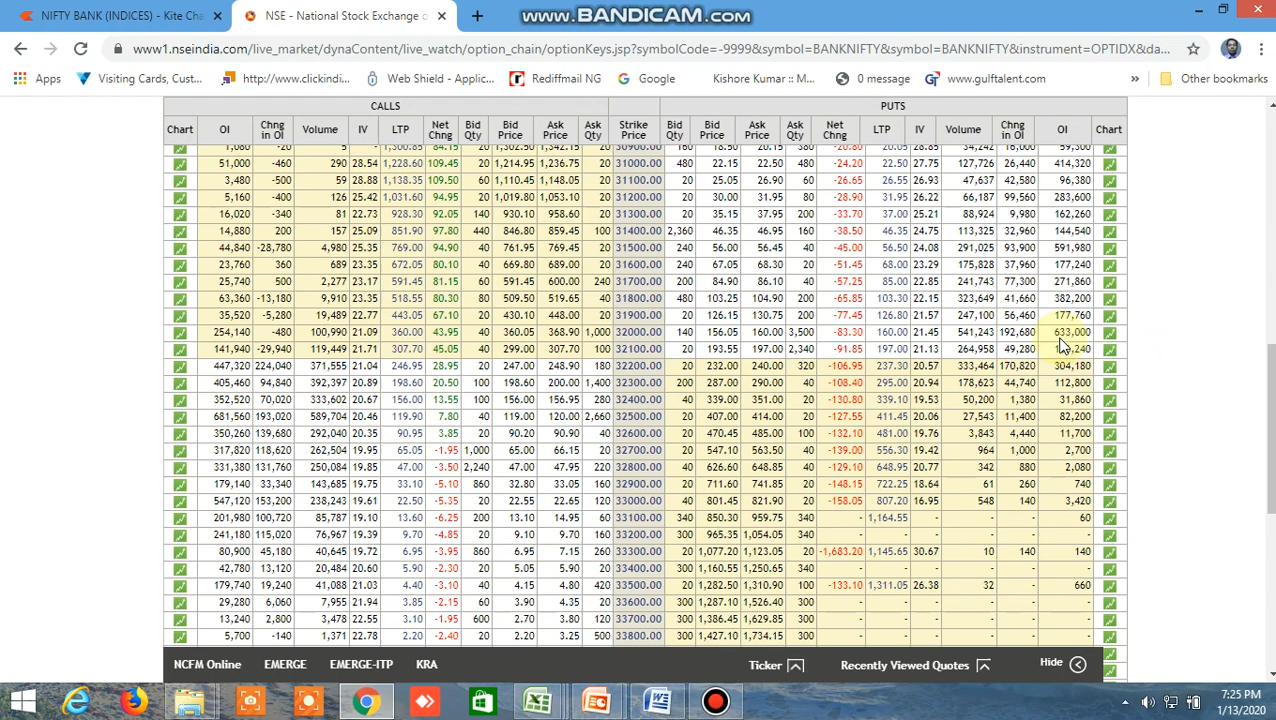 NIFTY BANK (INDICES) - Kite Cha
NSE - National Stock Exchange o
www.BANDICAM.com
www1.nseindia.com/live_market/dynaContent/live_watch/option_chain/optionKeys.jsp?symbolCode=-9999&symbol=BANKNIFTY&symbol=BANKNIFTY&instrument=OPTIDX&da...
Apps Visiting Cards, Cust... http://www.clickindi... Web Shield - Applic... Rediffmail NG Google Kishore Kumar :: M... 0 message www.gulftalent.com » Other bookmarks
CALLS PUTS
Chart OI Chng in OI Volume IV LTP Net Chng Bid Qty Bid Price Ask Price Ask Qty Strike Price Bid Qty Bid Price Ask Price Ask Qty Net Chng LTP IV Volume Chng in OI OI Chart
51,000 -460 290 28.54 1,228.60 109.45 20 1,214.95 1,236.75 20 31000.00 480 22.15 22.50 480 -24.20 22.50 27.75 127,726 26,440 414,320
3,480 -500 59 28.88 1,138.35 109.50 60 1,110.45 1,148.05 20 31100.00 20 25.05 26.90 60 -26.65 26.55 26.93 47,637 42,580 96,380
5,160 -400 126 25.42 1,031.60 94.95 20 1,019.80 1,053.10 20 31200.00 20 30.00 31.95 80 -28.90 31.95 26.22 66,187 99,560 283,600
16,020 -340 81 22.73 928.30 92.05 140 930.10 958.60 20 31300.00 20 35.15 37.95 200 -33.70 37.00 25.21 88,924 9,980 162,260
14,880 200 157 25.09 851.90 97.80 440 846.80 859.45 100 31400.00 2,360 46.35 46.95 160 -38.50 46.35 24.75 113,325 32,960 144,540
44,840 -28,780 4,980 25.35 769.00 94.90 40 761.95 769.45 20 31500.00 240 56.00 56.45 40 -45.00 56.50 24.08 291,025 93,900 591,980
23,760 360 689 23.35 672.05 80.10 40 669.80 689.00 20 31600.00 240 67.05 68.30 20 -51.45 68.00 23.29 175,828 37,960 177,240
25,740 500 2,277 23.17 591.45 81.15 60 591.45 600.00 240 31700.00 200 84.90 86.10 40 -57.25 85.00 22.85 241,743 77,300 271,860
63,360 -13,180 9,910 23.35 518.55 80.30 80 509.50 519.65 40 31800.00 480 103.25 104.90 200 -65.85 103.30 22.15 323,649 41,660 382,200
35,520 -5,280 19,489 22.77 443.05 67.10 20 430.10 448.00 20 31900.00 20 126.15 130.75 200 -77.45 126.80 21.57 247,100 56,460 177,760
254,140 -480 100,990 21.09 360.00 43.95 40 360.05 368.90 1,000 32000.00 140 156.00 160.00 3,500 -83.30 160.00 21.45 541,243 192,680 633,000
141,940 -29,940 119,449 21.71 307.70 45.05 40 299.00 307.70 100 32100.00 20 193.55 197.00 2,340 -91.85 197.00 21.13 264,958 49,280
447,320 224,040 371,555 21.04 246.95 28.95 20 247.00 248.90 180 32200.00 20 232.00 240.00 320 -106.95 237.30 20.57 333,464 170,820 304,180
405,460 94,840 392,397 20.89 198.60 20.50 100 198.60 200.00 1,400 32300.00 200 287.00 290.00 40 -108.40 295.00 20.94 178,623 44,740 112,800
352,520 70,020 333,602 20.67 156.00 13.55 100 156.00 156.95 280 32400.00 40 339.00 351.00 20 -130.80 339.10 19.53 50,200 1,380 31,860
681,560 193,020 589,704 20.46 119.90 7.80 40 119.00 120.00 2,660 32500.00 20 407.00 414.00 20 -127.55 411.45 20.06 27,543 11,400 82,200
350,260 139,680 292,040 20.35 90.95 3.85 20 90.20 90.90 40 32600.00 20 470.45 485.00 100 -132.10 481.00 19.76 3,843 4,440 11,700
317,820 118,620 262,504 19.95 65.05 -1.95 1,000 65.00 66.15 20 32700.00 20 547.10 563.50 40 -139.00 556.30 19.42 964 1,000 2,700
331,380 131,760 250,084 19.85 47.00 -3.50 2,240 47.00 47.95 220 32800.00 40 626.60 648.85 40 -129.10 648.95 20.77 342 880 2,080
179,140 33,340 143,685 19.75 33.10 -5.10 860 32.80 33.05 160 32900.00 20 711.60 741.85 20 -148.15 722.25 18.64 61 260 740
547,120 153,200 238,243 19.61 22.50 -5.35 20 22.55 22.65 120 33000.00 40 801.45 821.90 20 -158.05 807.20 16.95 548 140 3,420
201,980 100,720 85,787 19.10 13.60 -6.25 200 13.10 14.95 60 33100.00 340 850.30 959.75 340 - 1,164.55 - - - 60
241,180 115,020 76,967 19.39 9.70 -4.85 20 9.10 9.70 160 33200.00 300 965.35 1,054.05 340 - - - - - -
80,900 45,180 40,645 19.72 6.95 -3.95 860 6.95 7.15 260 33300.00 20 1,077.20 1,123.05 20 -1,683.20 1,145.65 30.67 10 140 140
42,780 13,120 20,484 20.60 5.90 -2.30 20 5.05 5.90 20 33400.00 300 1,160.55 1,250.65 340 - - - - - -
179,740 19,240 41,088 21.03 4.40 -3.10 40 4.15 4.80 420 33500.00 20 1,282.50 1,310.90 100 -133.10 1,311.05 26.38 32 - 660
29,280 6,060 7,955 21.94 3.85 -2.15 60 3.90 4.35 20 33600.00 300 1,287.10 1,526.40 300 - - - - - -
13,240 2,800 3,478 22.55 3.10 -1.95 600 2.70 3.80 120 33700.00 300 1,386.45 1,629.85 300 - - - - - -
5,700 -140 1,371 22.78 2.20 -2.40 20 2.20 3.25 500 33800.00 300 1,427.10 1,734.15 300 - - - - - -
NCFM Online EMERGE EMERGE-ITP KRA Ticker Recently Viewed Quotes Hide
7:25 PM
1/13/2020